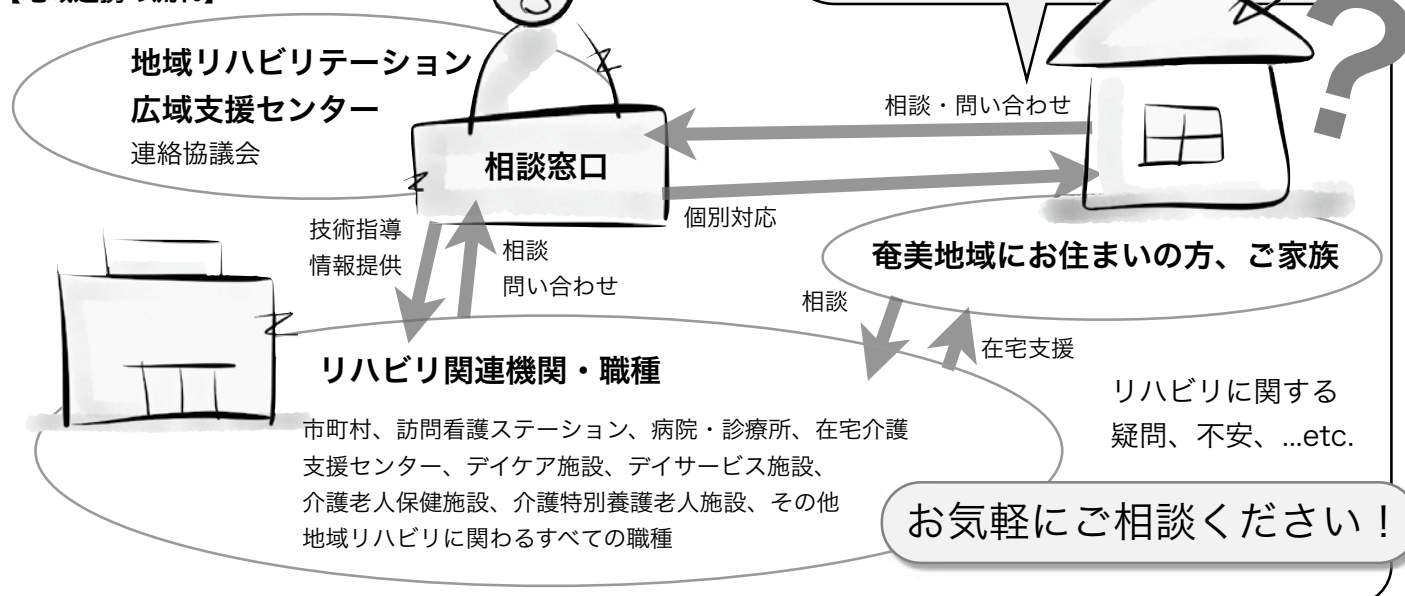 地域リハビリテーション
広域支援センター
連絡協議会
相談窓口
相談・問い合わせ
個別対応
技術指導
情報提供
相談
問い合わせ
奄美地域にお住まいの方、ご家族
相談
在宅支援
リハビリ関連機関・職種
市町村、訪問看護ステーション、病院・診療所、在宅介護
支援センター、デイケア施設、デイサービス施設、
介護老人保健施設、介護特別養護老人施設、その他
地域リハビリに関わるすべての職種
リハビリに関する
疑問、不安、...etc.
お気軽にご相談ください！
?